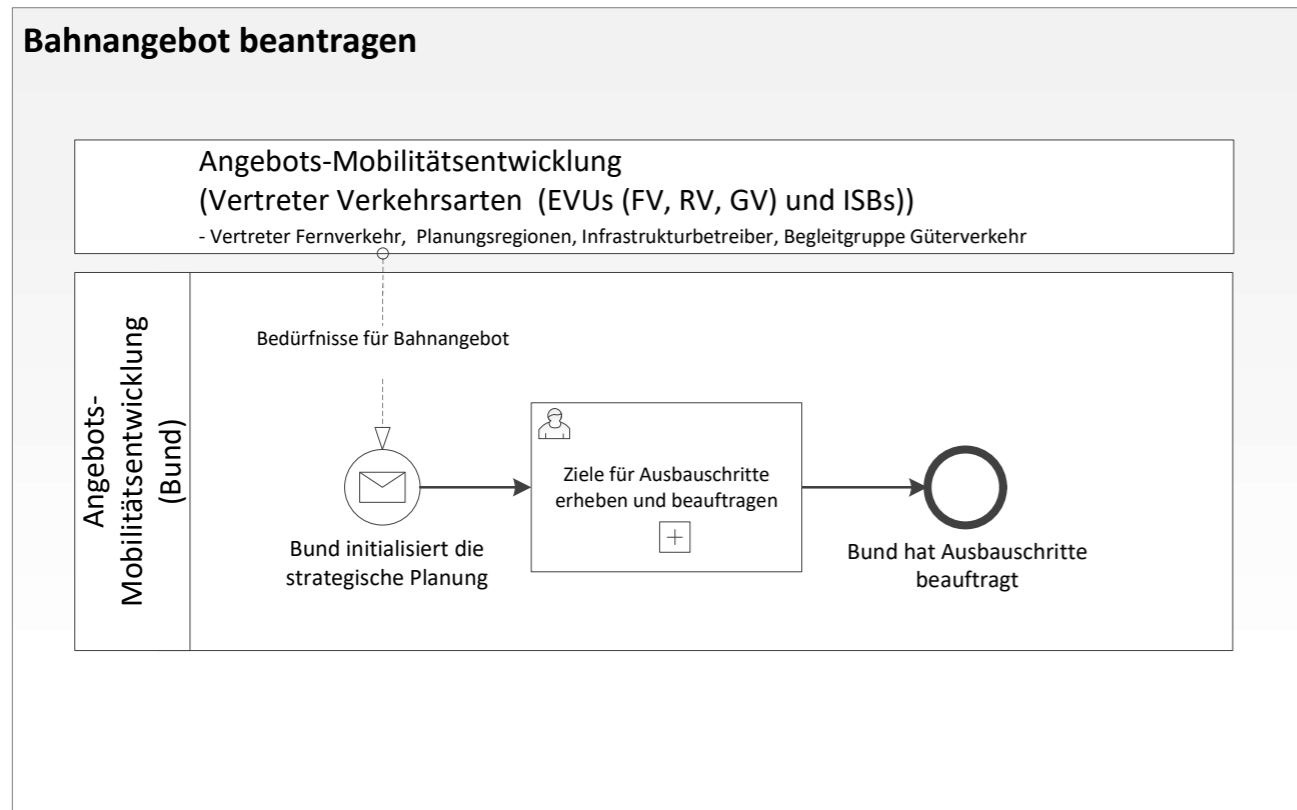 Bahnangebot beantragen
Angebots-Mobilitätsentwicklung
(Vertreter Verkehrsarten (EVUs (FV, RV, GV) und ISBs))
- Vertreter Fernverkehr, Planungsregionen, Infrastrukturbetreiber, Begleitgruppe Güterverkehr
Angebots-
Mobilitätsentwicklung
(Bund)
Bedürfnisse für Bahnangebot
Bund initialisiert die
strategische Planung
Ziele für Ausbauschritte
erheben und beauftragen
Bund hat Ausbauschritte
beauftragt